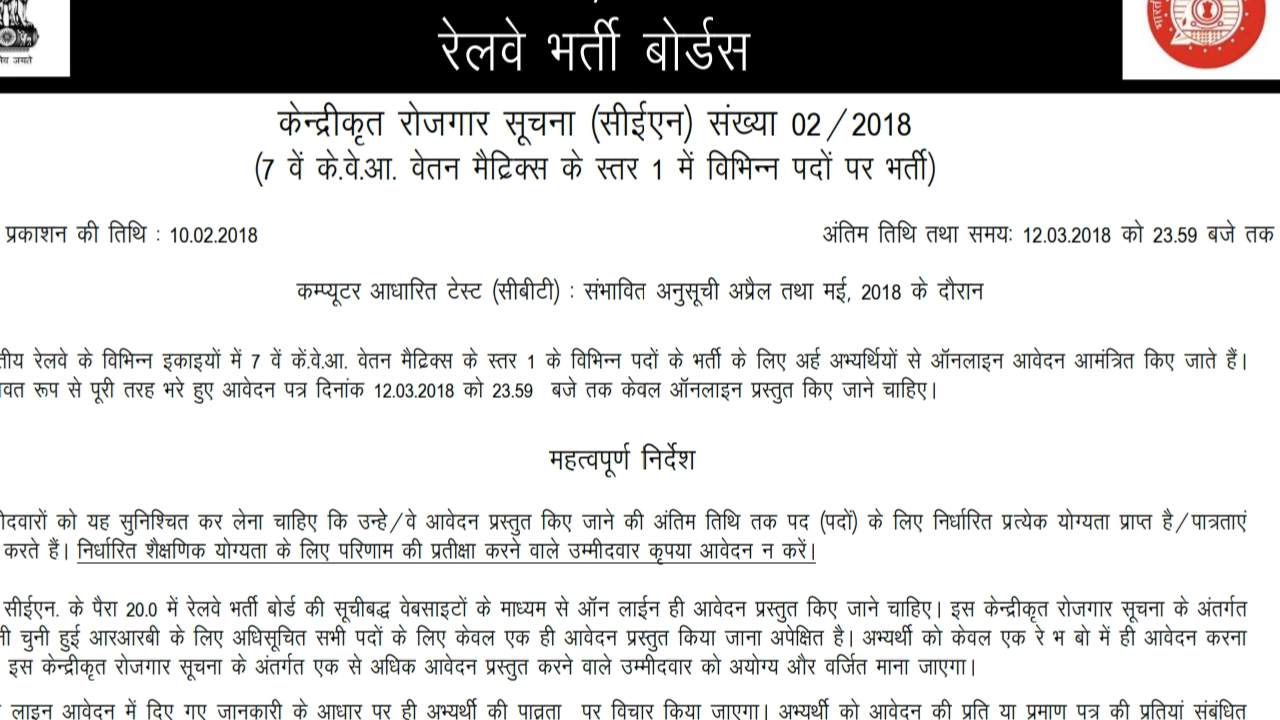 रेलवे भर्ती बोर्डस
केन्द्रीकृत रोजगार सूचना (सीईएन) संख्या 02/2018
(7 वें के.वे.आ. वेतन मैट्रिक्स के स्तर 1 में विभिन्न पदों पर भर्ती)
प्रकाशन की तिथि : 10.02.2018 अंतिम तिथि तथा समयः 12.03.2018 को 23.59 बजे तक
कम्प्यूटर आधारित टेस्ट (सीबीटी) : संभावित अनुसूची अप्रैल तथा मई, 2018 के दौरान
तीय रेलवे के विभिन्न इकाइयों में 7 वें कें.वे.आ. वेतन मैट्रिक्स के स्तर 1 के विभिन्न पदों के भर्ती के लिए अर्ह अभ्यर्थियों से ऑनलाइन आवेदन आमंत्रित किए जाते हैं।
वत रूप से पूरी तरह भरे हुए आवेदन पत्र दिनांक 12.03.2018 को 23.59 बजे तक केवल ऑनलाइन प्रस्तुत किए जाने चाहिए।
महत्वपूर्ण निर्देश
दवारों को यह सुनिश्चित कर लेना चाहिए कि उन्हे/वे आवेदन प्रस्तुत किए जाने की अंतिम तिथि तक पद (पदों) के लिए निर्धारित प्रत्येक योग्यता प्राप्त है/पात्रताएं
करते हैं। निर्धारित शैक्षणिक योग्यता के लिए परिणाम की प्रतीक्षा करने वाले उम्मीदवार कृपया आवेदन न करें।
सीईएन. के पैरा 20.0 में रेलवे भर्ती बोर्ड की सूचीबद्ध वेबसाइटों के माध्यम से ऑन लाईन ही आवेदन प्रस्तुत किए जाने चाहिए। इस केन्द्रीकृत रोजगार सूचना के अंतर्गत
चुनी हुई आरआरबी के लिए अधिसूचित सभी पदों के लिए केवल एक ही आवेदन प्रस्तुत किया जाना अपेक्षित है। अभ्यर्थी को केवल एक रे भ बो में ही आवेदन करना
इस केन्द्रीकृत रोजगार सूचना के अंतर्गत एक से अधिक आवेदन प्रस्तुत करने वाले उम्मीदवार को अयोग्य और वर्जित माना जाएगा।
लाइन आवेदन में दिए गए जानकारी के आधार पर ही अभ्यर्थी की पात्रता पर विचार किया जाएगा। अभ्यर्थी को आवेदन की प्रति या प्रमाण पत्र की प्रतियां संबंधित